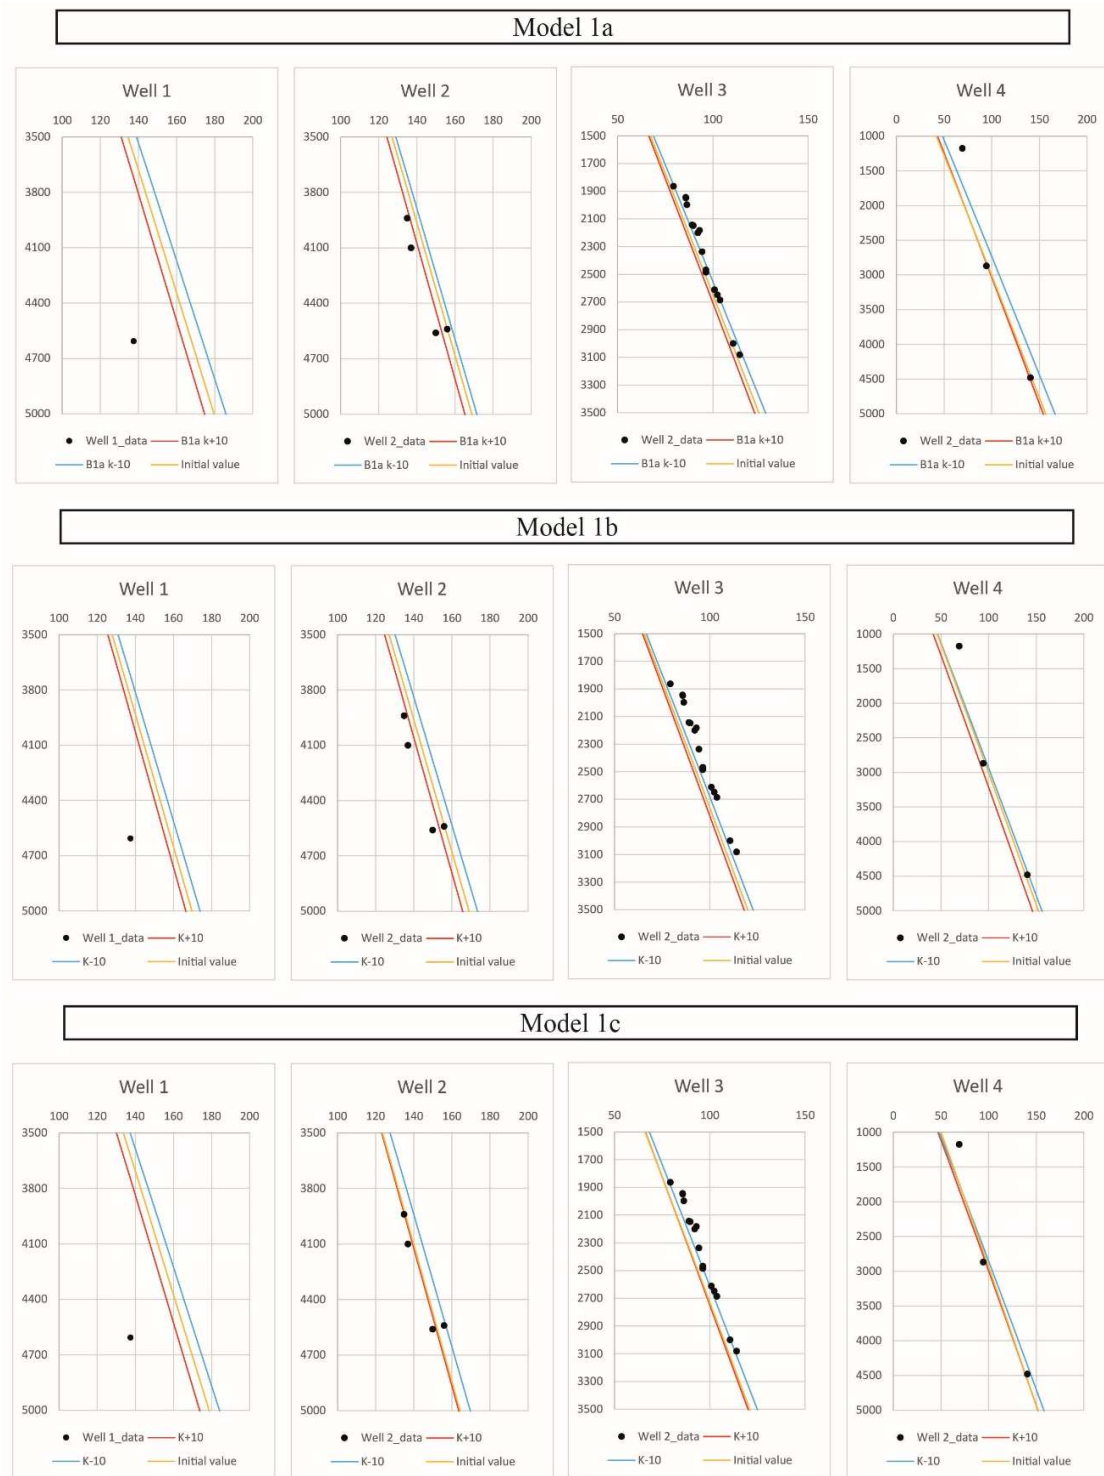 Model 1a
Well 1
100 120 140 160 180 200
3500
3800
4100
4400
4700
5000
Well 1_data B1a k+10
B1a k-10 Initial value
Well 2
100 120 140 160 180 200
3500
3800
4100
4400
4700
5000
Well 2_data B1a k+10
B1a k-10 Initial value
Well 3
50 100 150
1500
1900
2300
2700
2900
3100
3300
3500
1700
2100
2500
Well 2_data B1a k+10
B1a k-10 Initial value
Well 4
0 50 100 150 200
1000
1500
2000
2500
3000
3500
4000
4500
5000
Well 2_data B1a k+10
B1a k-10 Initial value
Model 1b
Well 1
100 120 140 160 180 200
3500
3800
4100
4400
4700
5000
Well 1_data K+10
K-10 Initial value
Well 2
100 120 140 160 180 200
3500
3800
4100
4400
4700
5000
Well 2_data K+10
K-10 Initial value
Well 3
50 100 150
1500
1700
1900
2100
2300
2500
2700
2900
3100
3300
3500
Well 2_data K+10
K-10 Initial value
Well 4
0 50 100 150 200
1000
1500
2000
2500
3000
3500
4000
4500
5000
Well 2_data K+10
K-10 Initial value
Model 1c
Well 1
100 120 140 160 180 200
3500
3800
4100
4400
4700
5000
Well 1_data K+10
K-10 Initial value
Well 2
100 120 140 160 180 200
3500
3800
4100
4400
4700
5000
Well 2_data K+10
K-10 Initial value
Well 3
50 100 150
1500
1700
1900
2100
2300
2500
2700
2900
3100
3300
3500
Well 2_data K+10
K-10 Initial value
Well 4
0 50 100 150 200
1000
1500
2000
2500
3000
3500
4000
4500
5000
Well 2_data K+10
K-10 Initial value